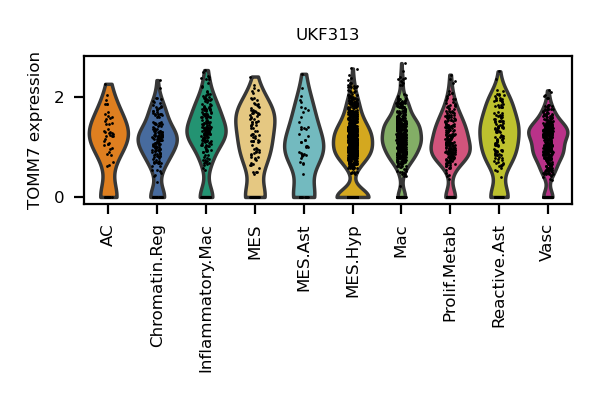 UKF313
TOMM7 expression
2
0
AC
Chromatin.Reg
Inflammatory.Mac
MES
MES.Ast
MES.Hyp
Mac
Prolif.Metab
Reactive.Ast
Vasc